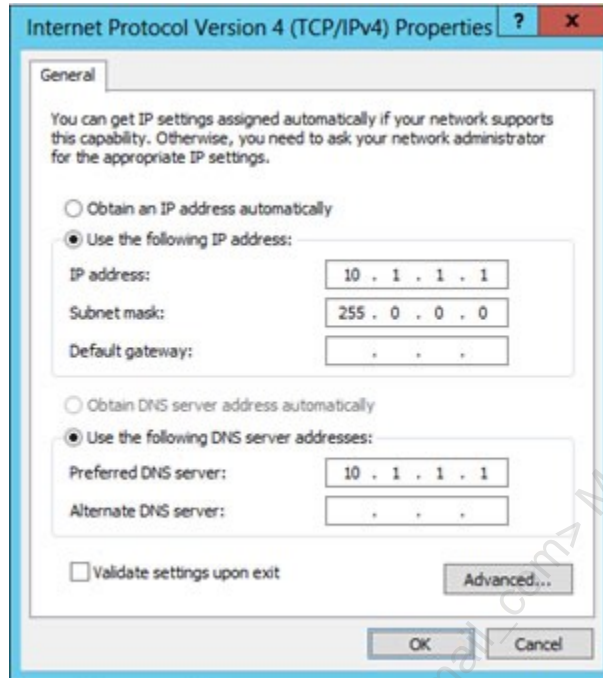 Internet Protocol Version 4 (TCP/IPv4) Properties ? x
General
You can get IP settings assigned automatically if your network supports
this capability. Otherwise, you need to ask your network administrator
for the appropriate IP settings.
Obtain an IP address automatically
Use the following IP address:
IP address: 10 . 1 . 1 . 1
Subnet mask: 255 . 0 . 0 . 0
Default gateway: . . .
Obtain DNS server address automatically
Use the following DNS server addresses:
Preferred DNS server: 10 . 1 . 1 . 1
Alternate DNS server: . . .
Validate settings upon exit
Advanced...
OK Cancel